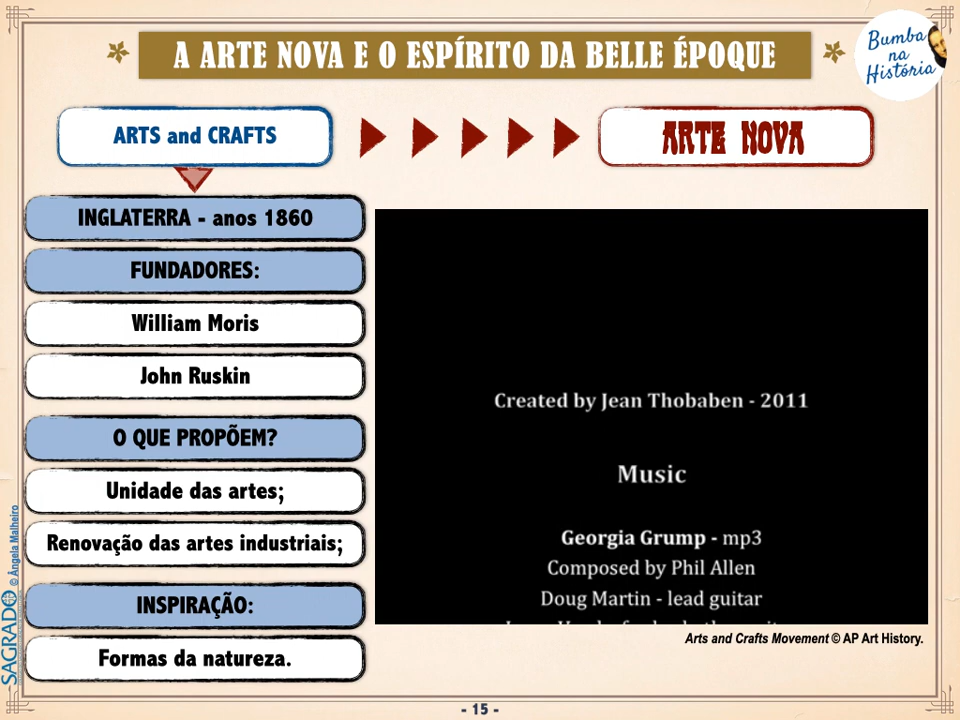 A ARTE NOVA E O ESPÍRITO DA BELLE ÉPOQUE
Bumba
na
História
ARTS and CRAFTS
ARTE NOVA
INGLATERRA - anos 1860
FUNDADORES:
William Moris
John Ruskin
O QUE PROPÕEM?
Unidade das artes;
Renovação das artes industriais;
INSPIRAÇÃO:
Formas da natureza.
Created by Jean Thobaben - 2011
Music
Georgia Grump - mp3
Composed by Phil Allen
Doug Martin - lead guitar
Arts and Crafts Movement © AP Art History.
SAGRADO
© Ângela Malheiro
- 15 -